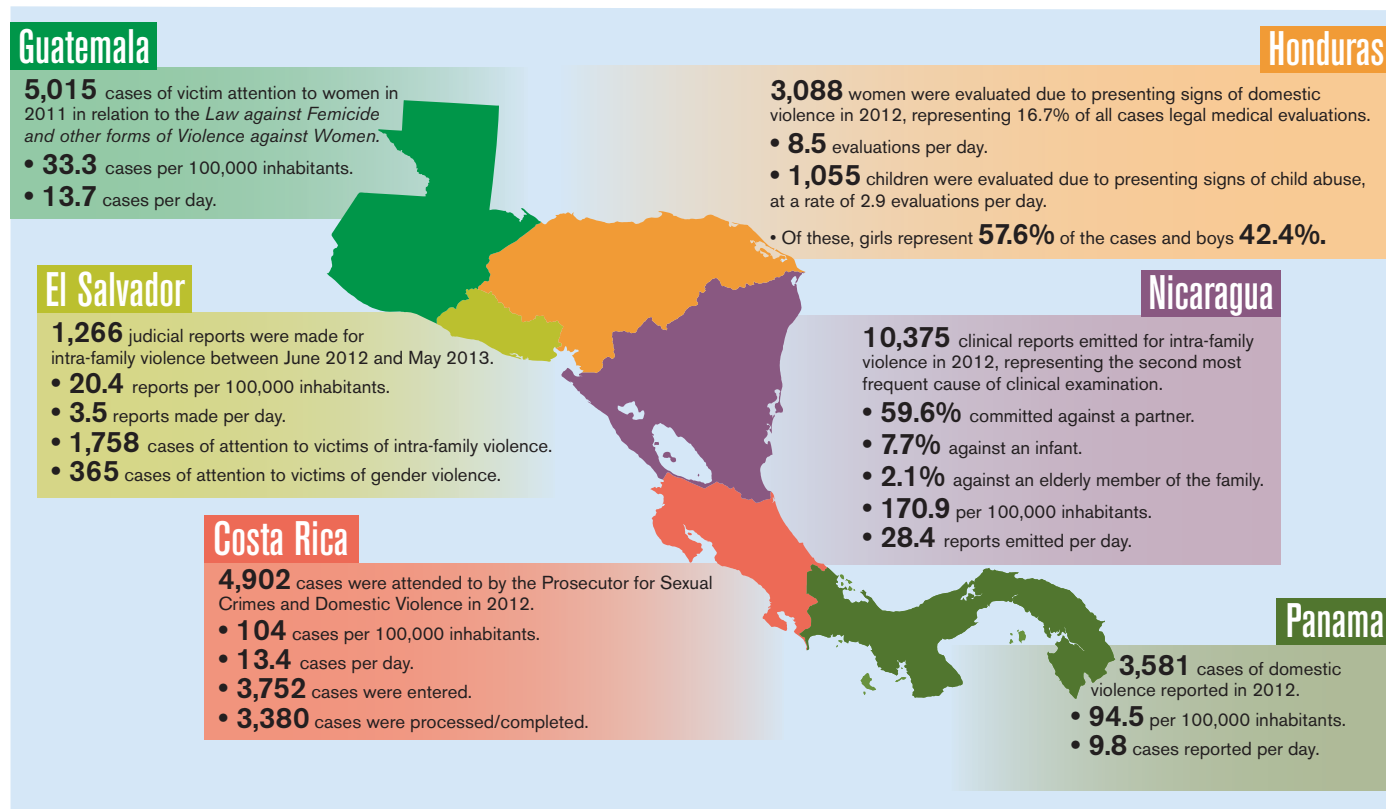 Guatemala
5,015 cases of victim attention to women in
2011 in relation to the Law against Femicide
and other forms of Violence against Women.
• 33.3 cases per 100,000 inhabitants.
• 13.7 cases per day.
Honduras
3,088 women were evaluated due to presenting signs of domestic
violence in 2012, representing 16.7% of all cases legal medical evaluations.
• 8.5 evaluations per day.
• 1,055 children were evaluated due to presenting signs of child abuse,
at a rate of 2.9 evaluations per day.
• Of these, girls represent 57.6% of the cases and boys 42.4%.
El Salvador
1,266 judicial reports were made for
intra-family violence between June 2012 and May 2013.
• 20.4 reports per 100,000 inhabitants.
• 3.5 reports made per day.
• 1,758 cases of attention to victims of intra-family violence.
• 365 cases of attention to victims of gender violence.
Nicaragua
10,375 clinical reports emitted for intra-family
violence in 2012, representing the second most
frequent cause of clinical examination.
• 59.6% committed against a partner.
• 7.7% against an infant.
• 2.1% against an elderly member of the family.
• 170.9 per 100,000 inhabitants.
• 28.4 reports emitted per day.
Costa Rica
4,902 cases were attended to by the Prosecutor for Sexual
Crimes and Domestic Violence in 2012.
• 104 cases per 100,000 inhabitants.
• 13.4 cases per day.
• 3,752 cases were entered.
• 3,380 cases were processed/completed.
Panama
3,581 cases of domestic
violence reported in 2012.
• 94.5 per 100,000 inhabitants.
• 9.8 cases reported per day.